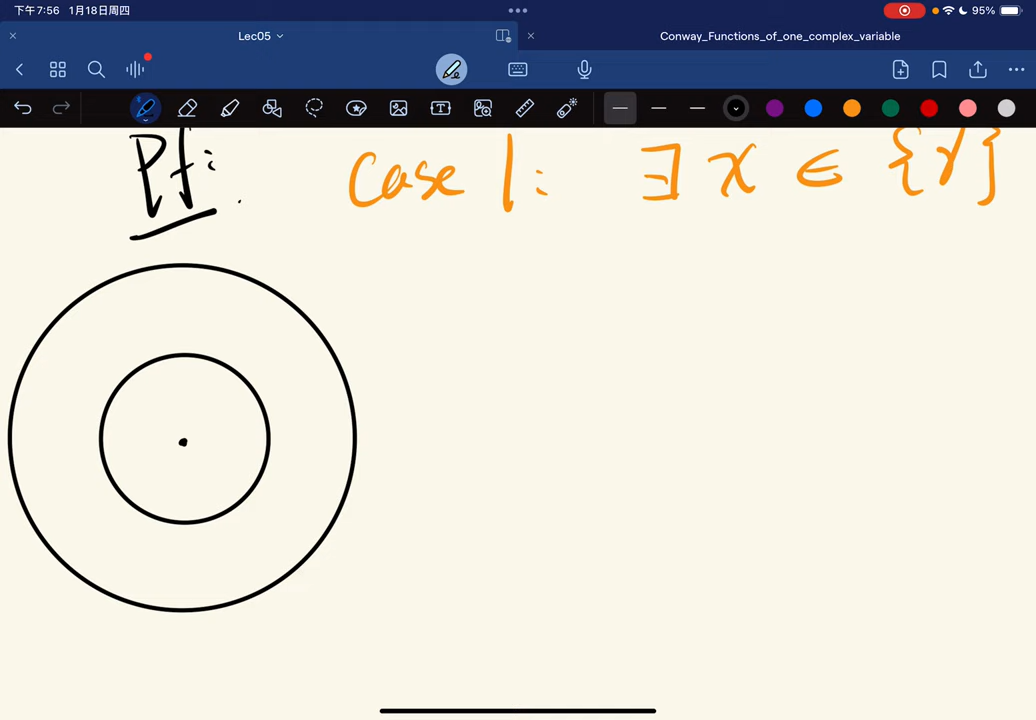 下午7:56 1月18日周四
95%
Lec05
Conway_Functions_of_one_complex_variable
Pf: Case 1: ∃ x ∈ {γ}